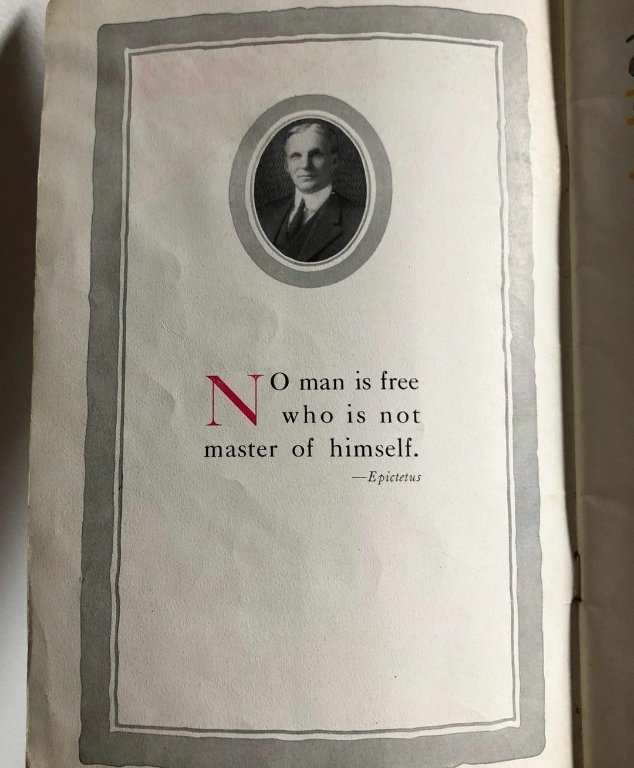 NO man is free
who is not
master of himself.
—Epictetus